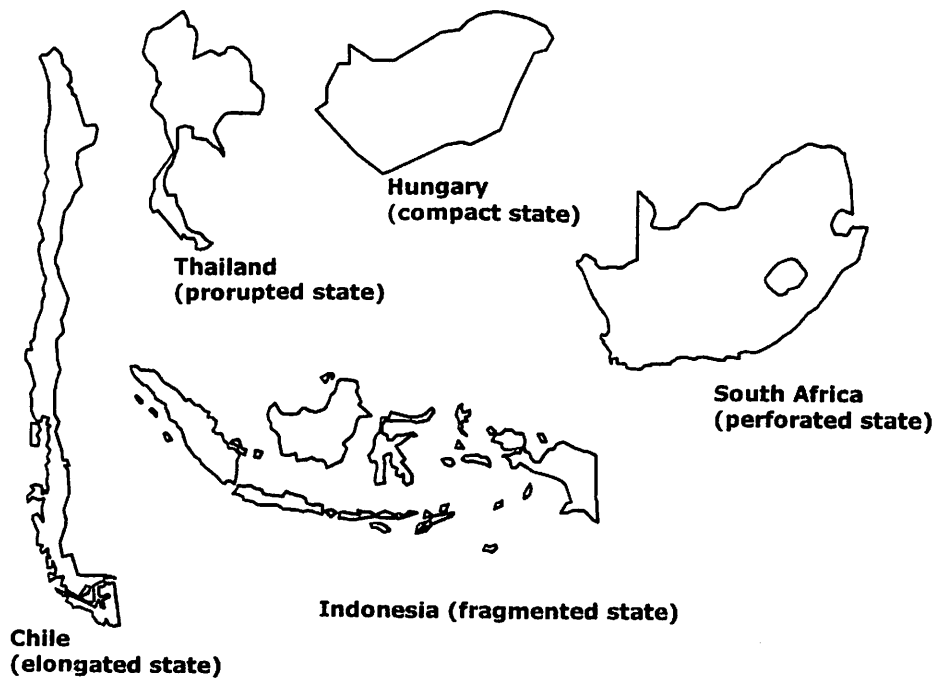 Hungary
(compact state)
Thailand
(prorupted state)
South Africa
(perforated state)
Indonesia (fragmented state)
Chile
(elongated state)